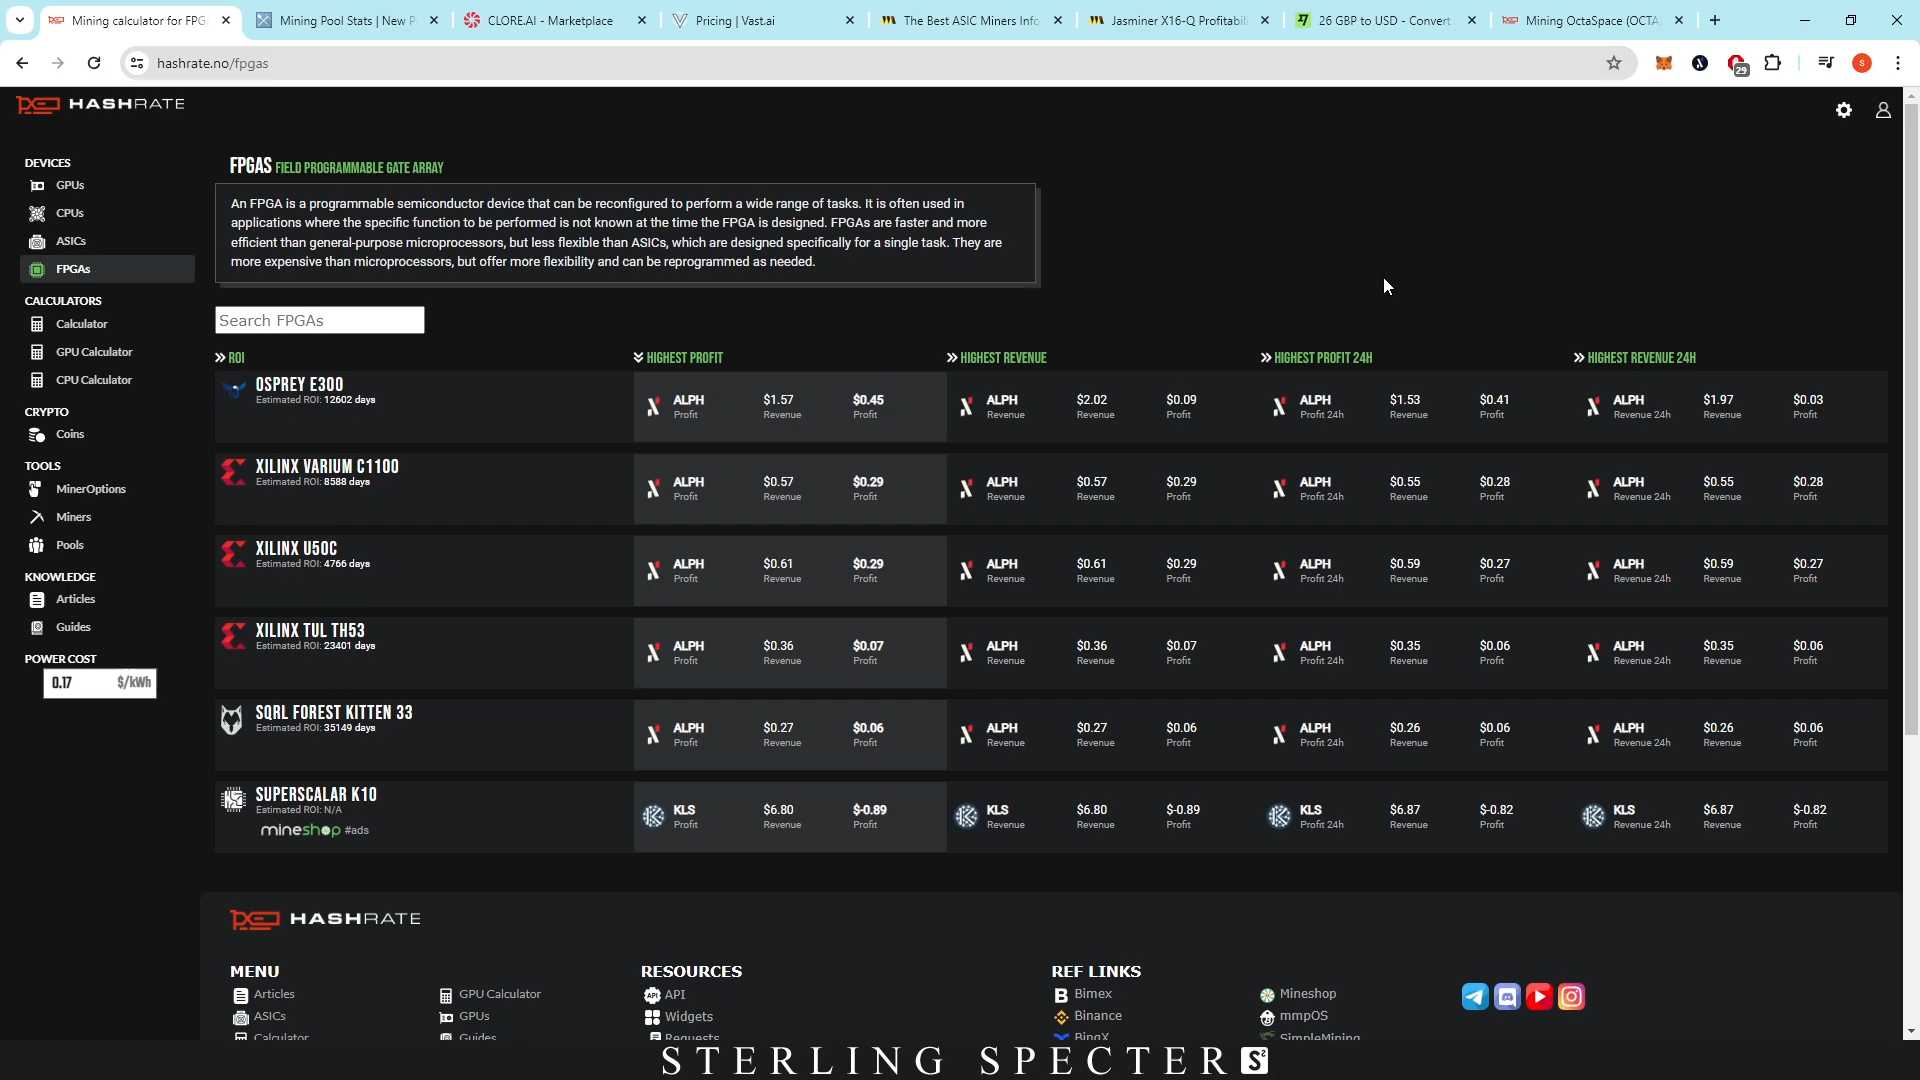 Mining calculator for FPG
Mining Pool Stats | New P
CLORE.AI - Marketplace
Pricing | Vast.ai
The Best ASIC Miners Info
Jasminer X16-Q Profitabil
26 GBP to USD - Convert
Mining OctaSpace (OCTA
hashrate.no/fpgas
29
S
HASHRATE
DEVICES
GPUs
CPUs
ASICs
FPGAs
CALCULATORS
Calculator
GPU Calculator
CPU Calculator
CRYPTO
Coins
TOOLS
MinerOptions
Miners
Pools
KNOWLEDGE
Articles
Guides
POWER COST
0.17 $/kWh
FPGAS FIELD PROGRAMMABLE GATE ARRAY
An FPGA is a programmable semiconductor device that can be reconfigured to perform a wide range of tasks. It is often used in
applications where the specific function to be performed is not known at the time the FPGA is designed. FPGAs are faster and more
efficient than general-purpose microprocessors, but less flexible than ASICs, which are designed specifically for a single task. They are
more expensive than microprocessors, but offer more flexibility and can be reprogrammed as needed.
Search FPGAs
ROI HIGHEST PROFIT HIGHEST REVENUE HIGHEST PROFIT 24H HIGHEST REVENUE 24H
OSPREY E300
ALPH $1.57 $0.45 ALPH $2.02 $0.09 ALPH $1.53 $0.41 ALPH $1.97 $0.03
Estimated ROI: 12602 days
Profit Revenue Profit Revenue Revenue Profit Profit 24h Revenue Profit Revenue 24h Revenue Profit
XILINX VARIUM C1100
ALPH $0.57 $0.29 ALPH $0.57 $0.29 ALPH $0.55 $0.28 ALPH $0.55 $0.28
Estimated ROI: 8588 days
Profit Revenue Profit Revenue Revenue Profit Profit 24h Revenue Profit Revenue 24h Revenue Profit
XILINX U50C
ALPH $0.61 $0.29 ALPH $0.61 $0.29 ALPH $0.59 $0.27 ALPH $0.59 $0.27
Estimated ROI: 4766 days
Profit Revenue Profit Revenue Revenue Profit Profit 24h Revenue Profit Revenue 24h Revenue Profit
XILINX TUL TH53
ALPH $0.36 $0.07 ALPH $0.36 $0.07 ALPH $0.35 $0.06 ALPH $0.35 $0.06
Estimated ROI: 23401 days
Profit Revenue Profit Revenue Revenue Profit Profit 24h Revenue Profit Revenue 24h Revenue Profit
SQRL FOREST KITTEN 33
ALPH $0.27 $0.06 ALPH $0.27 $0.06 ALPH $0.26 $0.06 ALPH $0.26 $0.06
Estimated ROI: 35149 days
Profit Revenue Profit Revenue Revenue Profit Profit 24h Revenue Profit Revenue 24h Revenue Profit
SUPERSCALAR K10
KLS $6.80 $-0.89 KLS $6.80 $-0.89 KLS $6.87 $-0.82 KLS $6.87 $-0.82
Estimated ROI: N/A
Profit Revenue Profit Revenue Revenue Profit Profit 24h Revenue Profit Revenue 24h Revenue Profit
mineshop #ads
HASHRATE
MENU RESOURCES REF LINKS
Articles GPU Calculator API Bimex Mineshop
ASICs GPUs Widgets Binance mmpOS
Calculator Guides Requests BingX SimpleMining
STERLING SPECTER S²